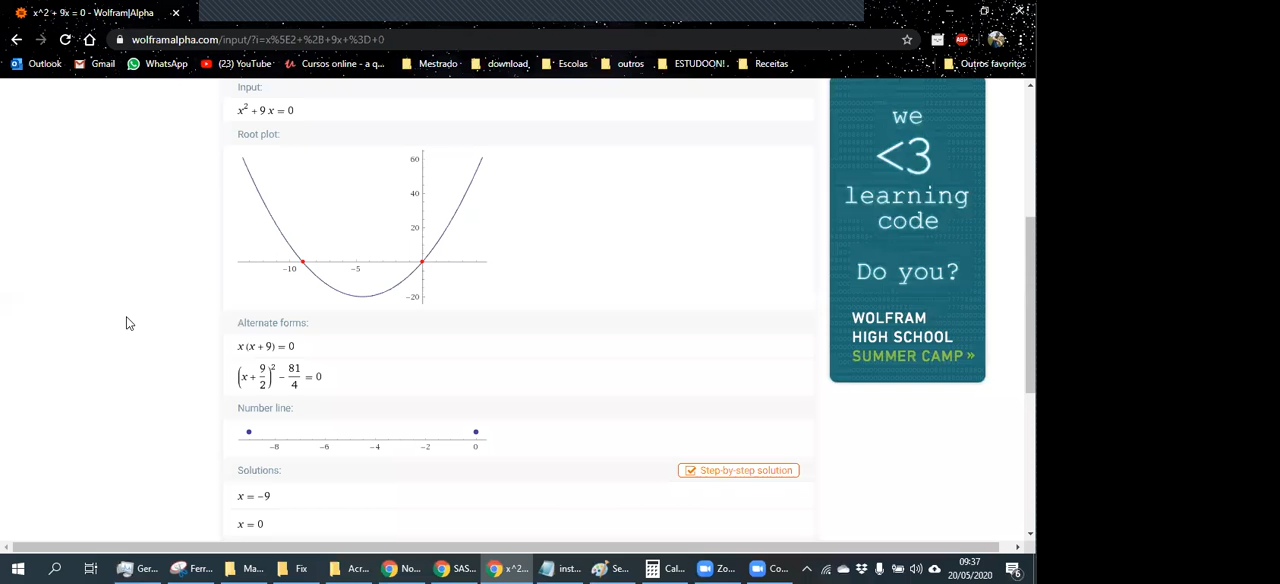 x^2 + 9x = 0 - Wolfram|Alpha
wolframalpha.com/input/?i=x%5E2+%2B+9x+%3D+0
ABP
Outlook Gmail WhatsApp (23) YouTube Cursos online - a q... Mestrado download Escolas outros ESTUDOON!. Receitas Outros favoritos
Input:
x² + 9 x = 0
Root plot:
60
40
20
-10 -5
-20
Alternate forms:
x (x + 9) = 0
(x + 9/2)² - 81/4 = 0
Number line:
-8 -6 -4 -2 0
Solutions:
Step-by-step solution
x = -9
x = 0
we
<3
learning
code
Do you?
WOLFRAM
HIGH SCHOOL
SUMMER CAMP »
Ger... Ferr... Ma... Fix Acr... No... SAS... x^2... inst... Se... Cal... Zo... Co...
09:37
20/05/2020
6